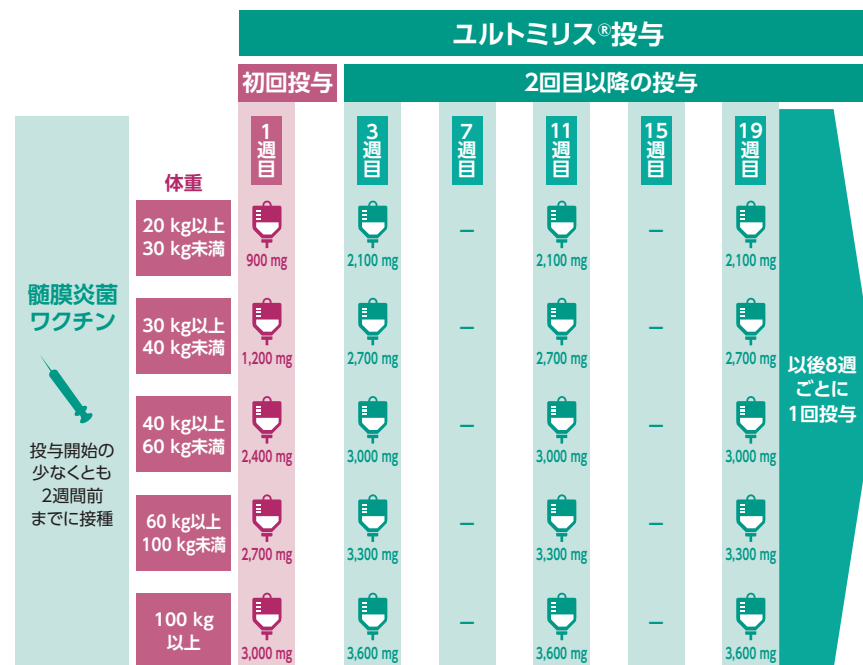 ユルトミリス®投与
初回投与
2回目以降の投与
1週目
3週目
7週目
11週目
15週目
19週目
体重
髄膜炎菌
ワクチン
投与開始の
少なくとも
2週間前
までに接種
20 kg以上
30 kg未満
900 mg
2,100 mg
–
2,100 mg
–
2,100 mg
30 kg以上
40 kg未満
1,200 mg
2,700 mg
–
2,700 mg
–
2,700 mg
40 kg以上
60 kg未満
2,400 mg
3,000 mg
–
3,000 mg
–
3,000 mg
60 kg以上
100 kg未満
2,700 mg
3,300 mg
–
3,300 mg
–
3,300 mg
100 kg
以上
3,000 mg
3,600 mg
–
3,600 mg
–
3,600 mg
以後8週
ごとに
1回投与